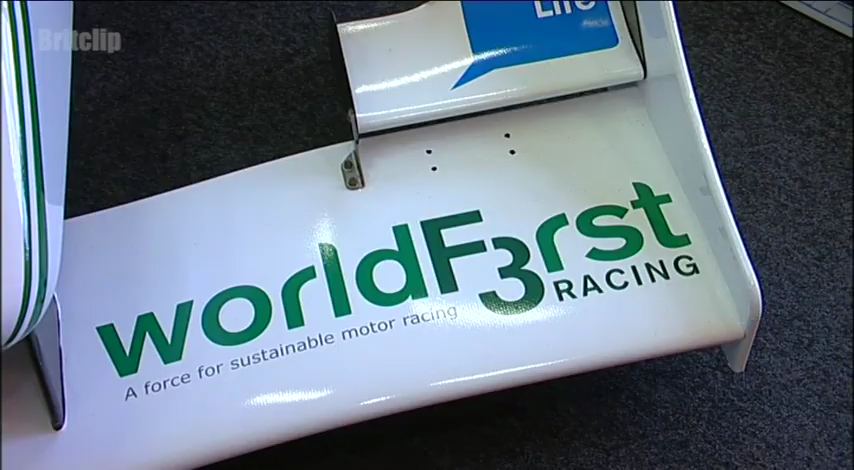 Britclip
Life
worldF3rst
RACING
A force for sustainable motor racing